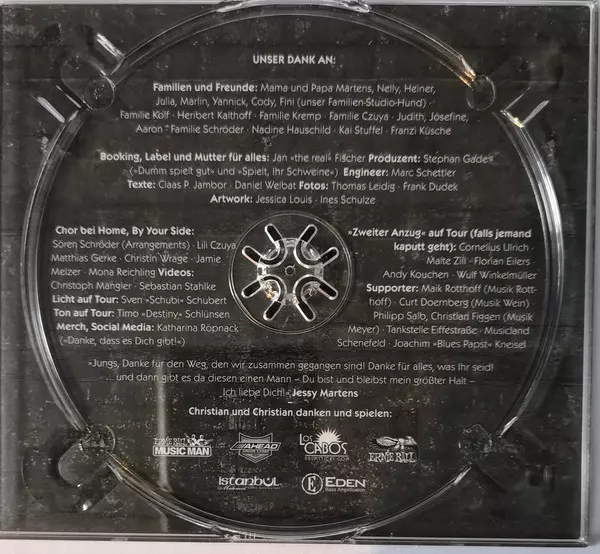 UNSER DANK AN:
Familien und Freunde: Mama und Papa Martens, Nelly, Heiner,
Julia, Marlin, Yannick, Cody, Fini (unser Familien-Studio-Hund)
Familie Kolf · Heribert Kalthoff · Familie Kremp · Familie Czuya · Judith, Josefine,
Aaron · Familie Schröder · Nadine Hauschild · Kai Stuffel · Franzi Küsche
Booking, Label und Mutter für alles: Jan »the real« Fischer Produzent: Stephan Gade
(»Dumm spielt gut« und »Spielt, Ihr Schweine«) Engineer: Marc Schettler
Texte: Claas P. Jambor · Daniel Welbat Fotos: Thomas Leidig · Frank Dudek
Artwork: Jessica Louis · Ines Schulze
Chor bei Home, By Your Side:
Sören Schröder (Arrangements) · Lili Czuya
Matthias Gerke · Christin Wrage · Jamie
Melzer · Mona Reichling Videos:
Christoph Mangler · Sebastian Stahlke
Licht auf Tour: Sven »Schubi« Schubert
Ton auf Tour: Timo »Destiny« Schlünsen
Merch, Social Media: Katharina Röpnack
(»Danke, dass es Dich gibt!«)
»Zweiter Anzug« auf Tour (falls jemand
kaputt geht): Cornelius Ulrich ·
Malte Zill · Florian Eilers
Andy Kouchen · Wulf Winkelmüller
Supporter: Maik Rotthoff (Musik Rott-
hoff) · Curt Doernberg (Musik Wein) ·
Philipp Salb, Christian Figgen (Musik
Meyer) · Tankstelle Eiffestraße · Musicland
Schenefeld · Joachim »Blues Papst« Kneisel
»Jungs, Danke für den Weg, den wir zusammen gegangen sind! Danke für alles, was Ihr seid!
... und dann gibt es da diesen einen Mann – Du bist und bleibst mein größter Halt –
Ich liebe Dich!« Jessy Martens
Christian und Christian danken und spielen:
ERNIE BALL
MUSIC MAN
AHEAD
LOS
CABOS
ERNIE BALL
istanbul
EDEN
Bass Amplification